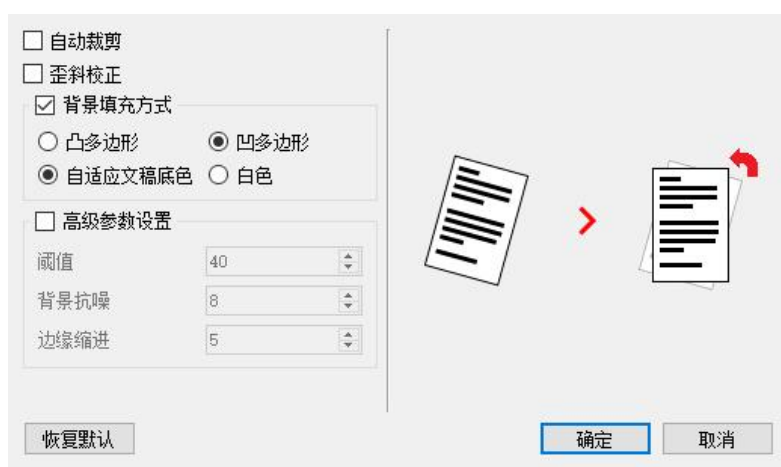 自动裁剪
歪斜校正
背景填充方式
凸多边形 凹多边形
自适应文稿底色 白色
高级参数设置
阈值 40
背景抗噪 8
边缘缩进 5
恢复默认 确定 取消